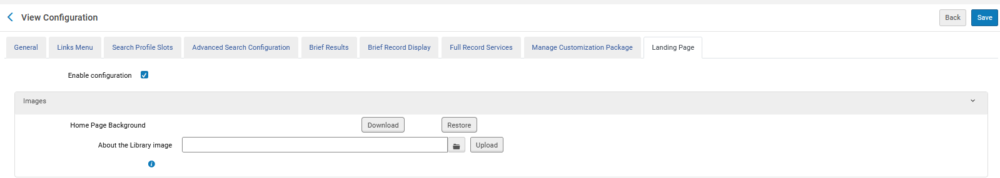 View Configuration
Back
Save
General
Links Menu
Search Profile Slots
Advanced Search Configuration
Brief Results
Brief Record Display
Full Record Services
Manage Customization Package
Landing Page
Enable configuration
Images
Home Page Background
Download
Restore
About the Library image
Upload